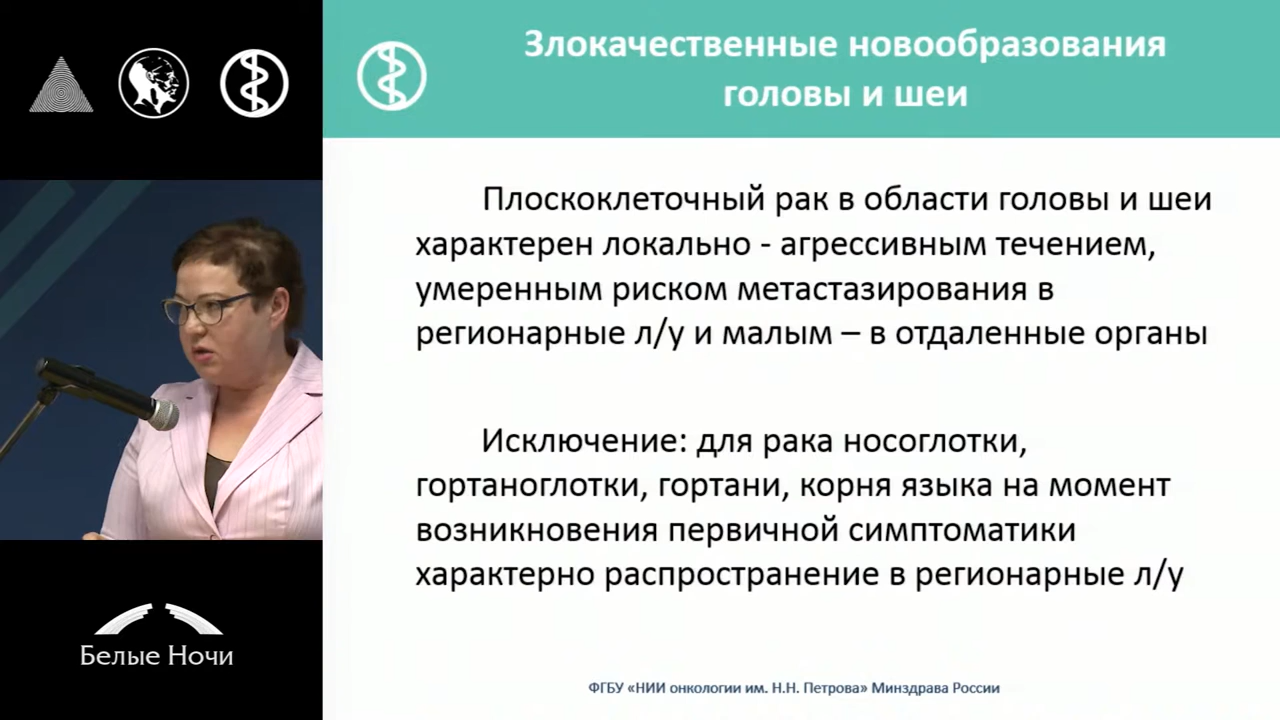 Злокачественные новообразования
головы и шеи
Плоскоклеточный рак в области головы и шеи
характерен локально - агрессивным течением,
умеренным риском метастазирования в
регионарные л/у и малым – в отдаленные органы
Исключение: для рака носоглотки,
гортаноглотки, гортани, корня языка на момент
возникновения первичной симптоматики
характерно распространение в регионарные л/у
Белые Ночи
ФГБУ «НИИ онкологии им. Н.Н. Петрова» Минздрава России